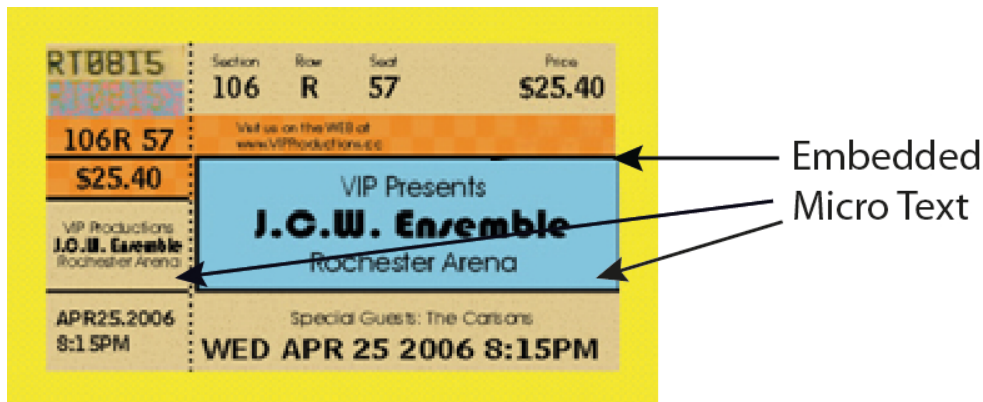 RT0815
RT0815
106R 57
$25.40
VIP Productions
J.C.W. Ensemble
Rochester Arena
APR25.2006
8:15PM
Section Row Seat Price
106 R 57 $25.40
Visit us on the WEB at
www.VIPProductions.cc
VIP Presents
J.C.W. Ensemble
Rochester Arena
Special Guests: The Carlsons
WED APR 25 2006 8:15PM
Embedded
Micro Text